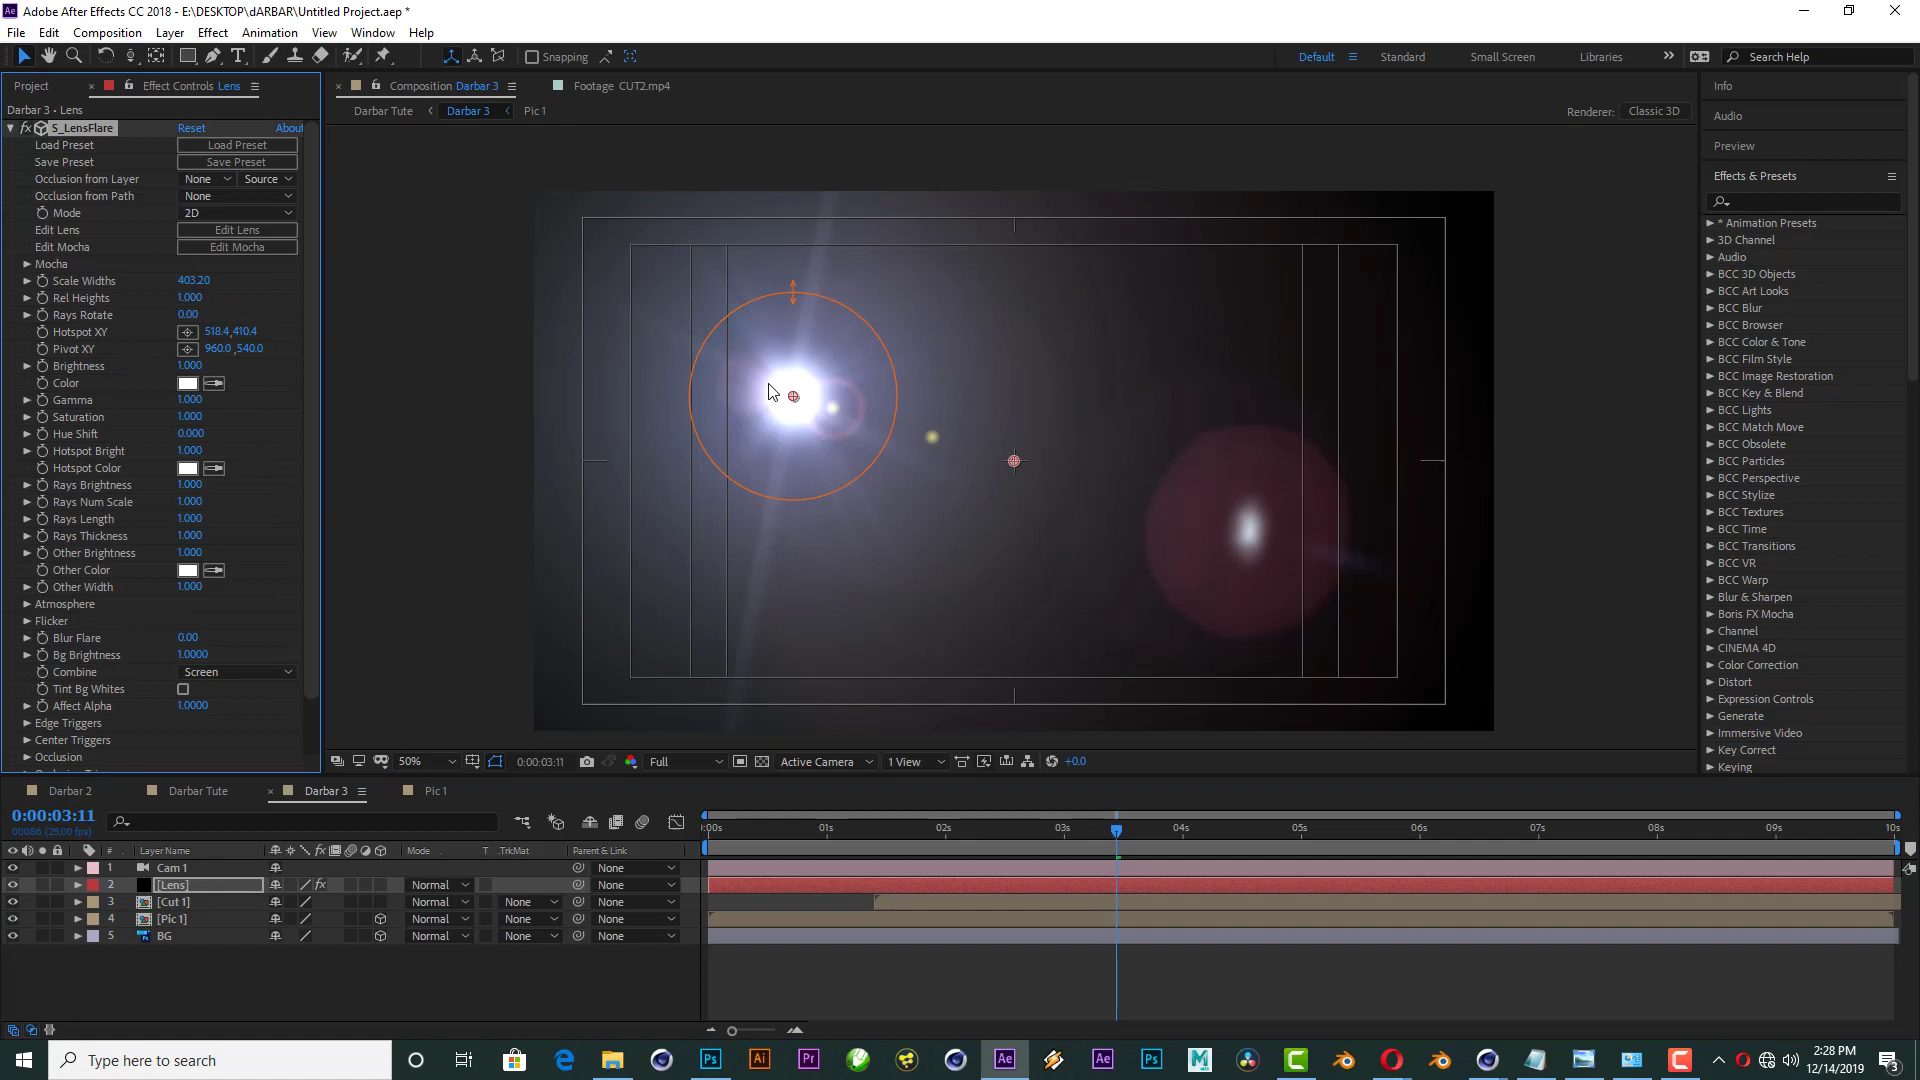 Adobe After Effects CC 2018 - E:\DESKTOP\dARBAR\Untitled Project.aep *
File Edit Composition Layer Effect Animation View Window Help
Snapping Default Standard Small Screen Libraries Search Help
Project Effect Controls Lens Composition Darbar 3 Footage CUT2.mp4 Info
Darbar 3 • Lens Darbar Tute Darbar 3 Pic 1 Renderer: Classic 3D
fx S_LensFlare Reset About
Load Preset Load Preset
Save Preset Save Preset
Occlusion from Layer None Source
Occlusion from Path None
Mode 2D
Edit Lens Edit Lens
Edit Mocha Edit Mocha
Mocha
Scale Widths 403.20
Rel Heights 1.000
Rays Rotate 0.00
Hotspot XY 518.4,410.4
Pivot XY 960.0,540.0
Brightness 1.000
Color
Gamma 1.000
Saturation 1.000
Hue Shift 0.000
Hotspot Bright 1.000
Hotspot Color
Rays Brightness 1.000
Rays Num Scale 1.000
Rays Length 1.000
Rays Thickness 1.000
Other Brightness 1.000
Other Color
Other Width 1.000
Atmosphere
Flicker
Blur Flare 0.00
Bg Brightness 1.0000
Combine Screen
Tint Bg Whites
Affect Alpha 1.0000
Edge Triggers
Center Triggers
Occlusion
Audio
Preview
Effects & Presets
* Animation Presets
3D Channel
Audio
BCC 3D Objects
BCC Art Looks
BCC Blur
BCC Browser
BCC Color & Tone
BCC Film Style
BCC Image Restoration
BCC Key & Blend
BCC Lights
BCC Match Move
BCC Obsolete
BCC Particles
BCC Perspective
BCC Stylize
BCC Textures
BCC Time
BCC Transitions
BCC VR
BCC Warp
Blur & Sharpen
Boris FX Mocha
Channel
CINEMA 4D
Color Correction
Distort
Expression Controls
Generate
Immersive Video
Key Correct
Keying
50% 0:00:03:11 Full Active Camera 1 View +0.0
Darbar 2 Darbar Tute Darbar 3 Pic 1
0:00:03:11
00086 (25.00 fps)
:00s 01s 02s 03s 04s 05s 06s 07s 08s 09s 10s
# Layer Name fx Mode T TrkMat Parent & Link
1 Cam 1 None
2 [Lens] fx Normal None
3 [Cut 1] Normal None None
4 [Pic 1] Normal None None
5 BG Normal None None
Type here to search
Ps Ai Pr Ae Ae Ps M
2:28 PM
12/14/2019
3